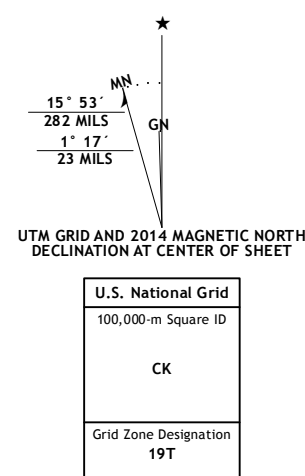 ★
MN
15° 53´
282 MILS
GN
1° 17´
23 MILS
UTM GRID AND 2014 MAGNETIC NORTH
DECLINATION AT CENTER OF SHEET
U.S. National Grid
100,000-m Square ID
CK
Grid Zone Designation
19T